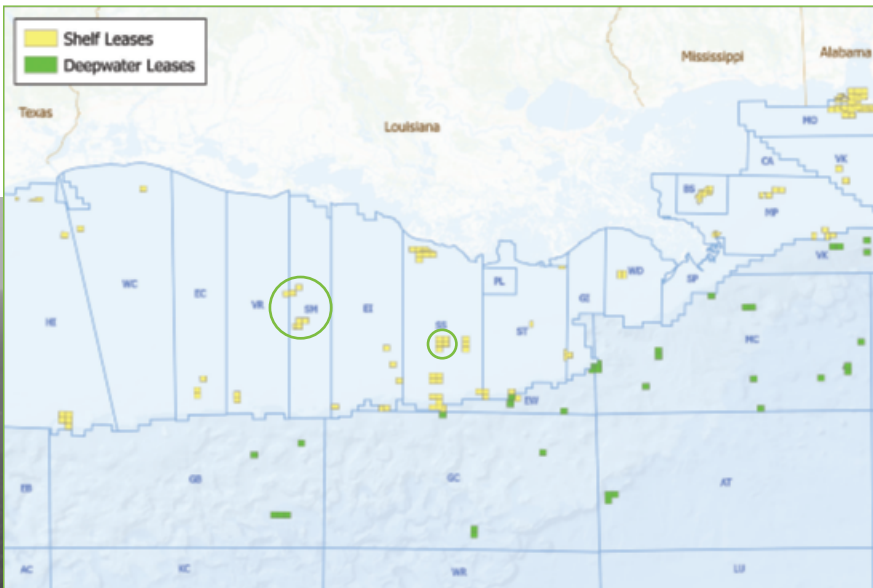 Shelf Leases
Deepwater Leases
Mississippi
Alabama
Texas
Louisiana
MO
CA
VK
BS
MP
WC
EC
VR
SM
EI
SS
PL
ST
GI
WD
SP
VK
HI
MC
EW
EB
GB
GC
AT
AC
KC
WR
LU